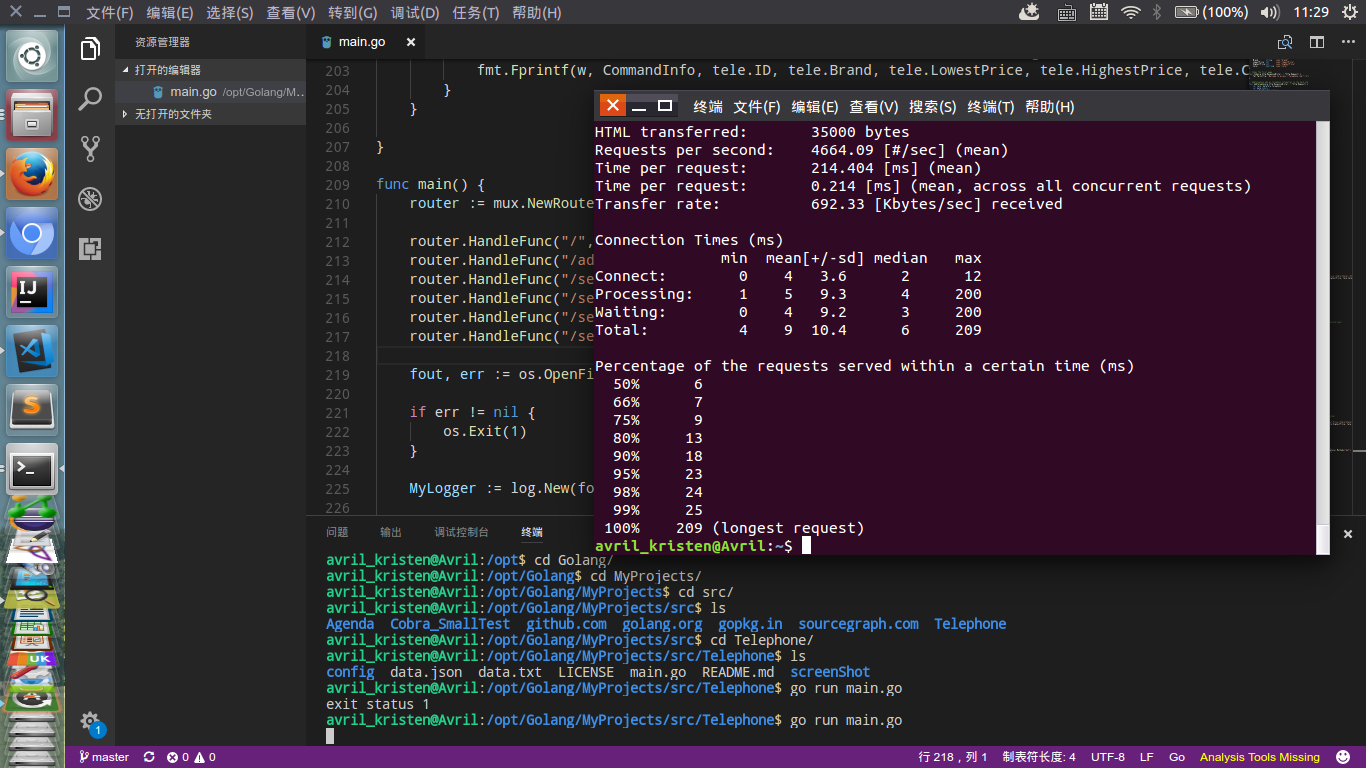 文件(F) 编辑(E) 选择(S) 查看(V) 转到(G) 调试(D) 任务(T) 帮助(H)
(100%) 11:29
资源管理器
打开的编辑器
main.go /opt/Golang/M...
无打开的文件夹
main.go
203 fmt.Fprintf(w, CommandInfo, tele.ID, tele.Brand, tele.LowestPrice, tele.HighestPrice, tele.C
204 }
205 }
206
207 }
208
209 func main() {
210 router := mux.NewRoute
211
212 router.HandleFunc("/",
213 router.HandleFunc("/ad
214 router.HandleFunc("/se
215 router.HandleFunc("/se
216 router.HandleFunc("/se
217 router.HandleFunc("/se
218
219 fout, err := os.OpenFi
220
221 if err != nil {
222 os.Exit(1)
223 }
224
225 MyLogger := log.New(fo
226
终端 文件(F) 编辑(E) 查看(V) 搜索(S) 终端(T) 帮助(H)
HTML transferred: 35000 bytes
Requests per second: 4664.09 [#/sec] (mean)
Time per request: 214.404 [ms] (mean)
Time per request: 0.214 [ms] (mean, across all concurrent requests)
Transfer rate: 692.33 [Kbytes/sec] received
Connection Times (ms)
min mean[+/-sd] median max
Connect: 0 4 3.6 2 12
Processing: 1 5 9.3 4 200
Waiting: 0 4 9.2 3 200
Total: 4 9 10.4 6 209
Percentage of the requests served within a certain time (ms)
50% 6
66% 7
75% 9
80% 13
90% 18
95% 23
98% 24
99% 25
100% 209 (longest request)
avril_kristen@Avril:~$
问题 输出 调试控制台 终端
avril_kristen@Avril:/opt$ cd Golang/
avril_kristen@Avril:/opt/Golang$ cd MyProjects/
avril_kristen@Avril:/opt/Golang/MyProjects$ cd src/
avril_kristen@Avril:/opt/Golang/MyProjects/src$ ls
Agenda Cobra_SmallTest github.com golang.org gopkg.in sourcegraph.com Telephone
avril_kristen@Avril:/opt/Golang/MyProjects/src$ cd Telephone/
avril_kristen@Avril:/opt/Golang/MyProjects/src/Telephone$ ls
config data.json data.txt LICENSE main.go README.md screenShot
avril_kristen@Avril:/opt/Golang/MyProjects/src/Telephone$ go run main.go
exit status 1
avril_kristen@Avril:/opt/Golang/MyProjects/src/Telephone$ go run main.go
IJ
S
UK
1
master 0 0 行 218，列 1 制表符长度: 4 UTF-8 LF Go Analysis Tools Missing